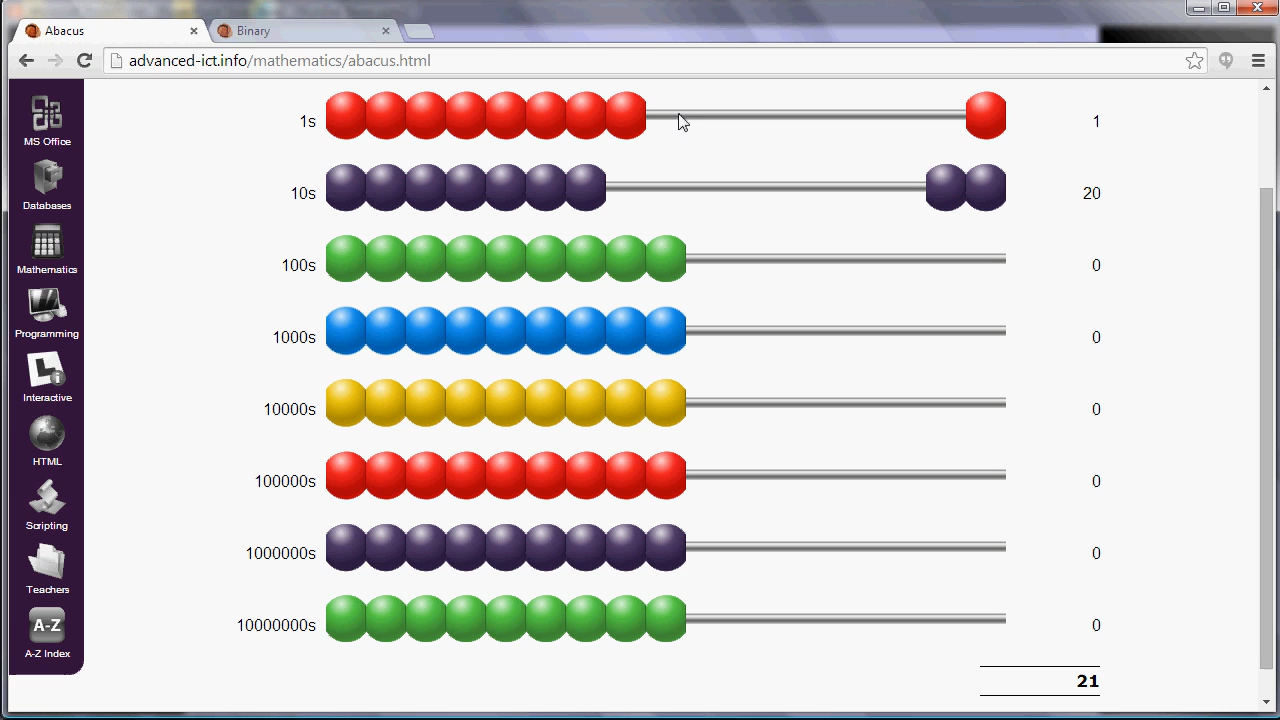 Abacus
Binary
advanced-ict.info/mathematics/abacus.html
MS Office
Databases
Mathematics
Programming
Interactive
HTML
Scripting
Teachers
A-Z
A-Z Index
1s 1
10s 20
100s 0
1000s 0
10000s 0
100000s 0
1000000s 0
10000000s 0
21